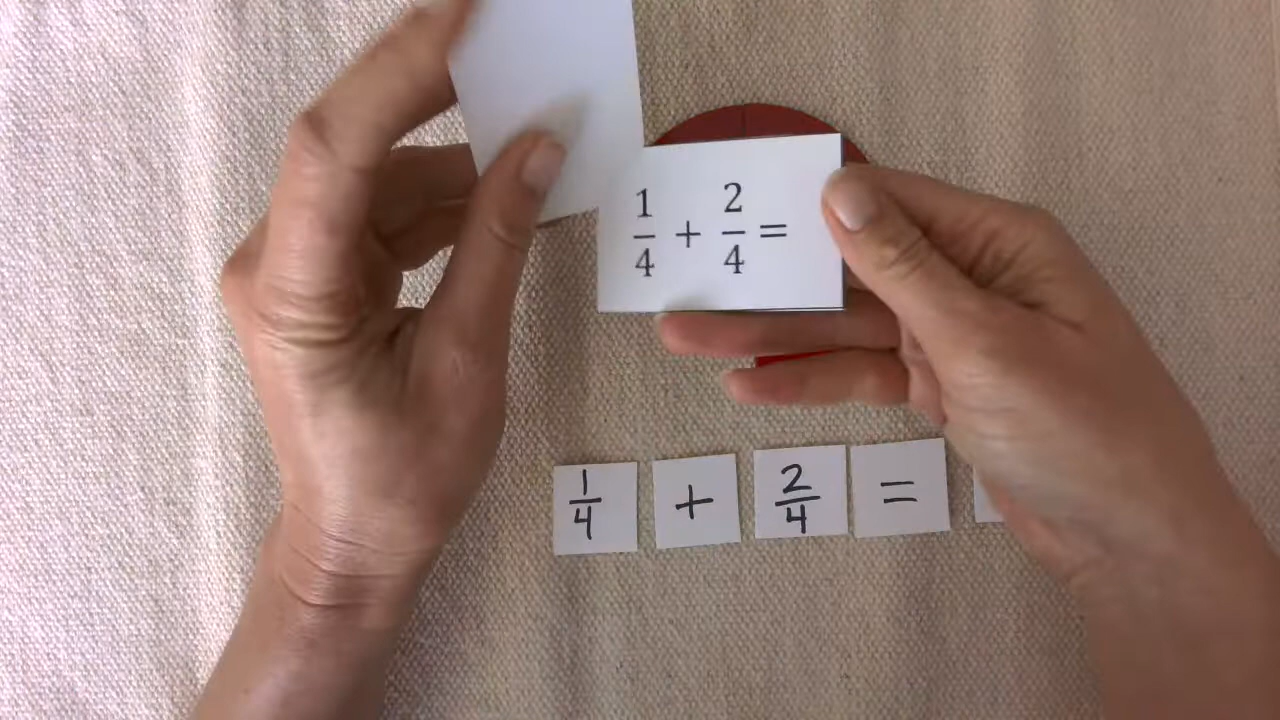 1/4 + 2/4 =
1/4 + 2/4 =